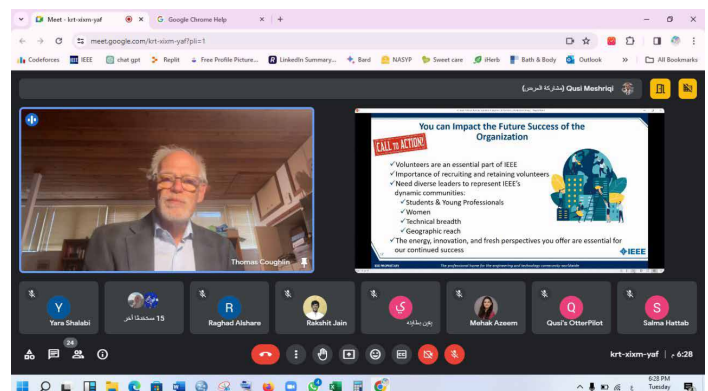 Meet - krt-xixm-yaf
Google Chrome Help
meet.google.com/krt-xixm-yaf?pli=1
Codeforces
IEEE
chat gpt
Replit
Free Profile Picture...
LinkedIn Summary...
Bard
NASYP
Sweet care
iHerb
Bath & Body
Outlook
All Bookmarks
Qusi Meshriqi (مشاركة العرض)
You can Impact the Future Success of the
Organization
CALL TO ACTION!
✓Volunteers are an essential part of IEEE
✓Importance of recruiting and retaining volunteers
✓Need diverse leaders to represent IEEE's
dynamic communities:
✓Students & Young Professionals
✓Women
✓Technical breadth
✓Geographic reach
✓The energy, innovation, and fresh perspectives you offer are essential for
our continued success
IEEE
The professional home for the engineering and technology community worldwide
Thomas Coughlin
Y
Yara Shalabi
15 مستخدمًا آخر
R
Raghad Alshare
Rakshit Jain
ي
Mehak Azeem
Q
Qusi's OtterPilot
S
Salma Hattab
24
krt-xixm-yaf | م 6:28
6:28 PM
Tuesday